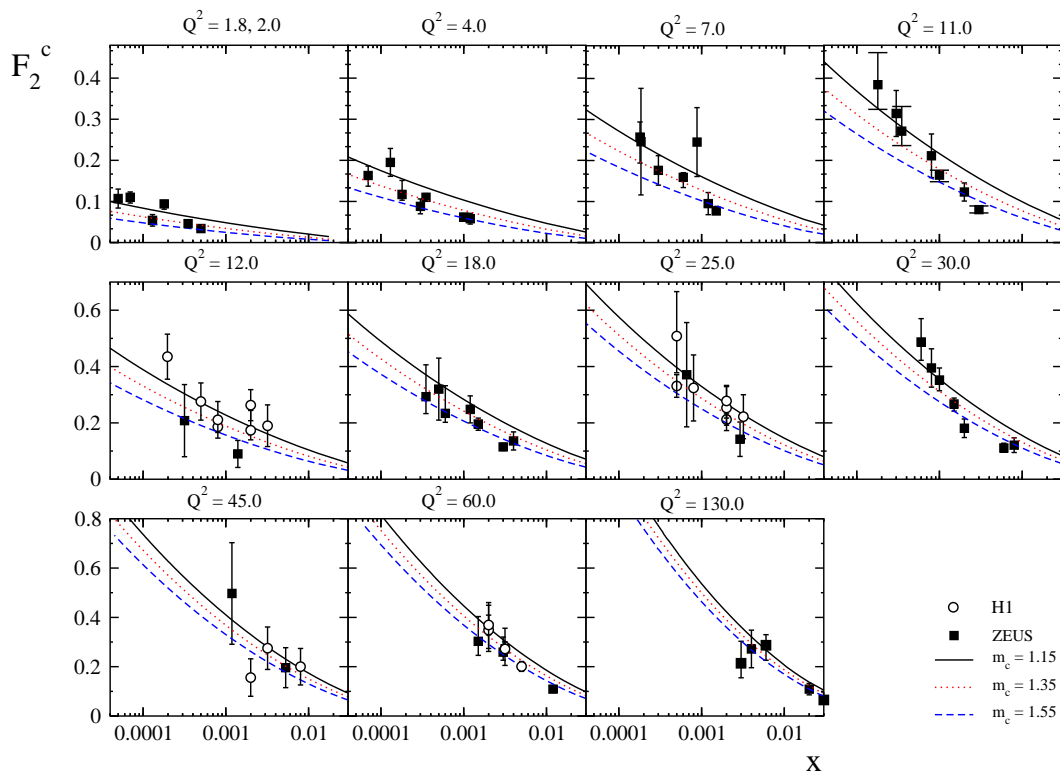 Q² = 1.8, 2.0
Q² = 4.0
Q² = 7.0
Q² = 11.0
F₂ᶜ
0.4
0.3
0.2
0.1
0
Q² = 12.0
Q² = 18.0
Q² = 25.0
Q² = 30.0
0.6
0.4
0.2
0
Q² = 45.0
Q² = 60.0
Q² = 130.0
0.8
0.6
0.4
0.2
0
0.0001 0.001 0.01
0.0001 0.001 0.01
0.0001 0.001 0.01
H1
ZEUS
m_c = 1.15
m_c = 1.35
m_c = 1.55
x